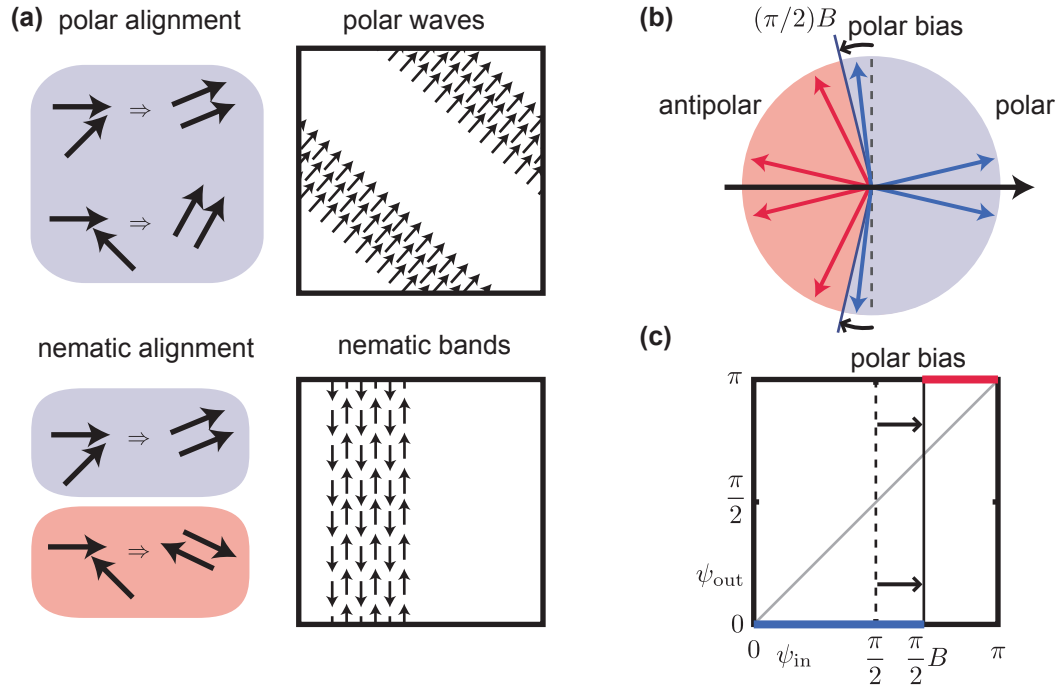 (a)
polar alignment
polar waves
⇒
⇒
nematic alignment
nematic bands
⇒
⇒
(b)
(π/2)B
polar bias
antipolar
polar
(c)
polar bias
π
π/2
ψout
0
0
ψin
π/2
π/2 B
π